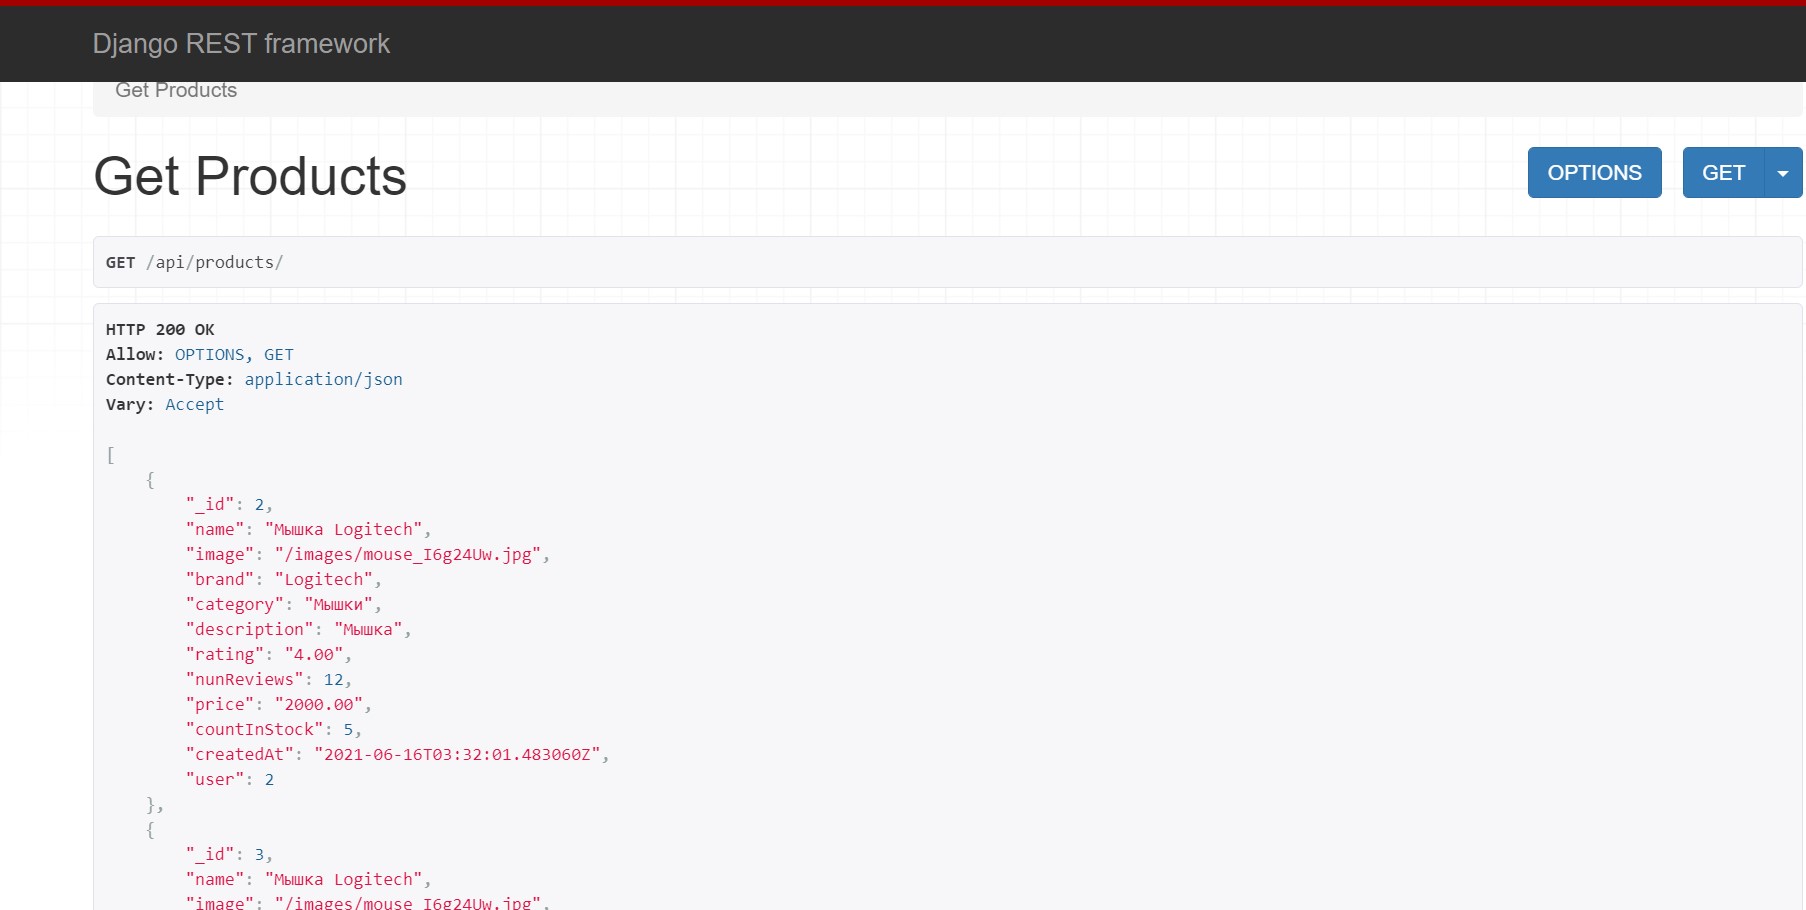 Django REST framework
Get Products
Get Products
OPTIONS
GET
GET /api/products/
HTTP 200 OK
Allow: OPTIONS, GET
Content-Type: application/json
Vary: Accept
[
    {
        "_id": 2,
        "name": "Мышка Logitech",
        "image": "/images/mouse_I6g24Uw.jpg",
        "brand": "Logitech",
        "category": "Мышки",
        "description": "Мышка",
        "rating": "4.00",
        "nunReviews": 12,
        "price": "2000.00",
        "countInStock": 5,
        "createdAt": "2021-06-16T03:32:01.483060Z",
        "user": 2
    },
    {
        "_id": 3,
        "name": "Мышка Logitech",
        "image": "/images/mouse_I6g24Uw.jpg",